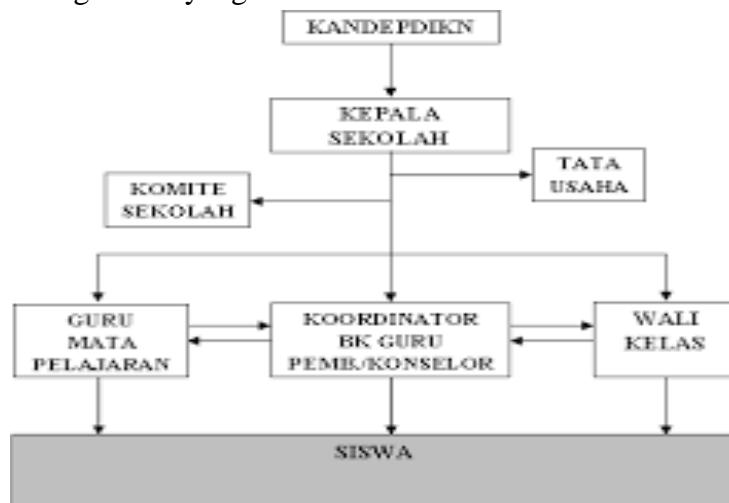 KANDEPDIKN
KEPALA
SEKOLAH
TATA
USAHA
KOMITE
SEKOLAH
GURU
MATA
PELAJARAN
KOORDINATOR
BK GURU
PEMB./KONSELOR
WALI
KELAS
SISWA